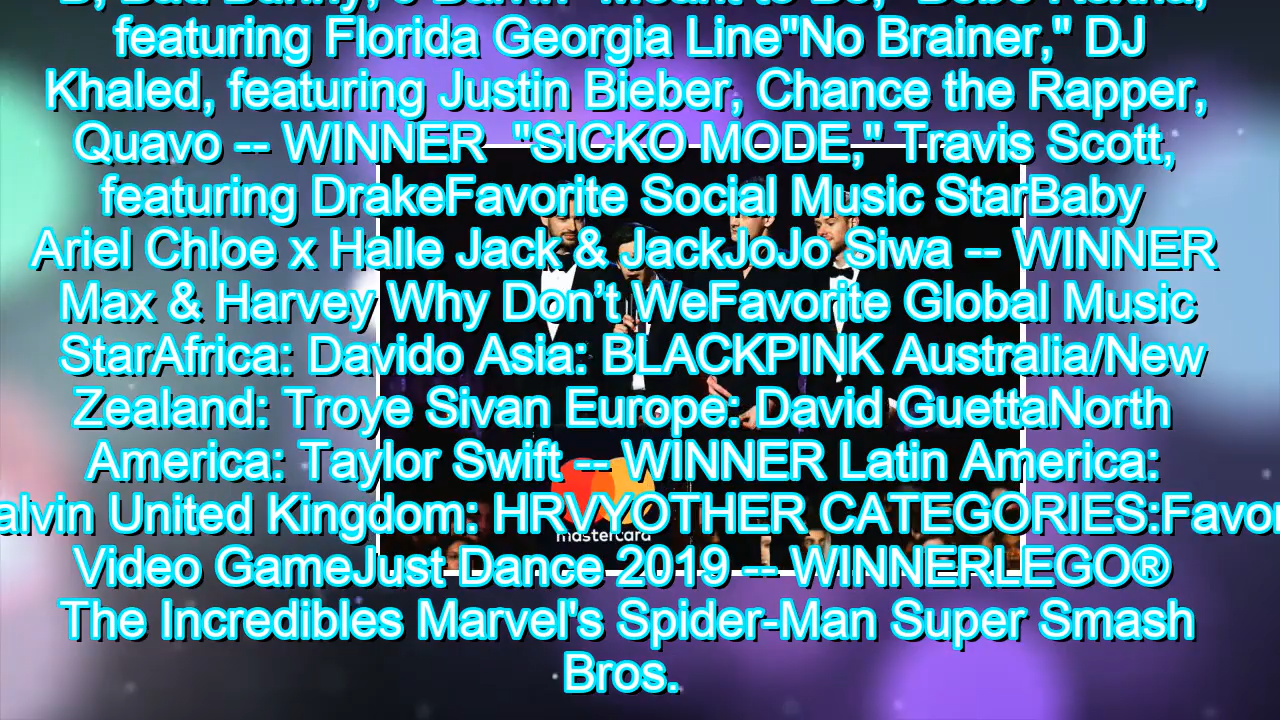 featuring Florida Georgia Line"No Brainer," DJ
Khaled, featuring Justin Bieber, Chance the Rapper,
Quavo -- WINNER  "SICKO MODE," Travis Scott,
featuring DrakeFavorite Social Music StarBaby
Ariel Chloe x Halle Jack & JackJoJo Siwa -- WINNER
Max & Harvey Why Don’t WeFavorite Global Music
StarAfrica: Davido Asia: BLACKPINK Australia/New
Zealand: Troye Sivan Europe: David GuettaNorth
America: Taylor Swift -- WINNER Latin America:
alvin United Kingdom: HRVYOTHER CATEGORIES:Favor
Video GameJust Dance 2019 -- WINNERLEGO®
The Incredibles Marvel's Spider-Man Super Smash
Bros.
mastercard